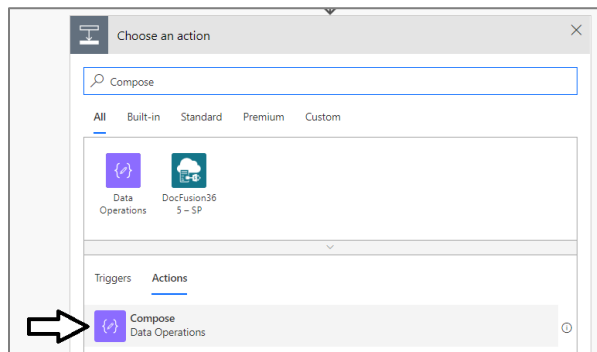 Choose an action
Compose
All Built-in Standard Premium Custom
Data
Operations
DocFusion36
5 – SP
Triggers Actions
Compose
Data Operations